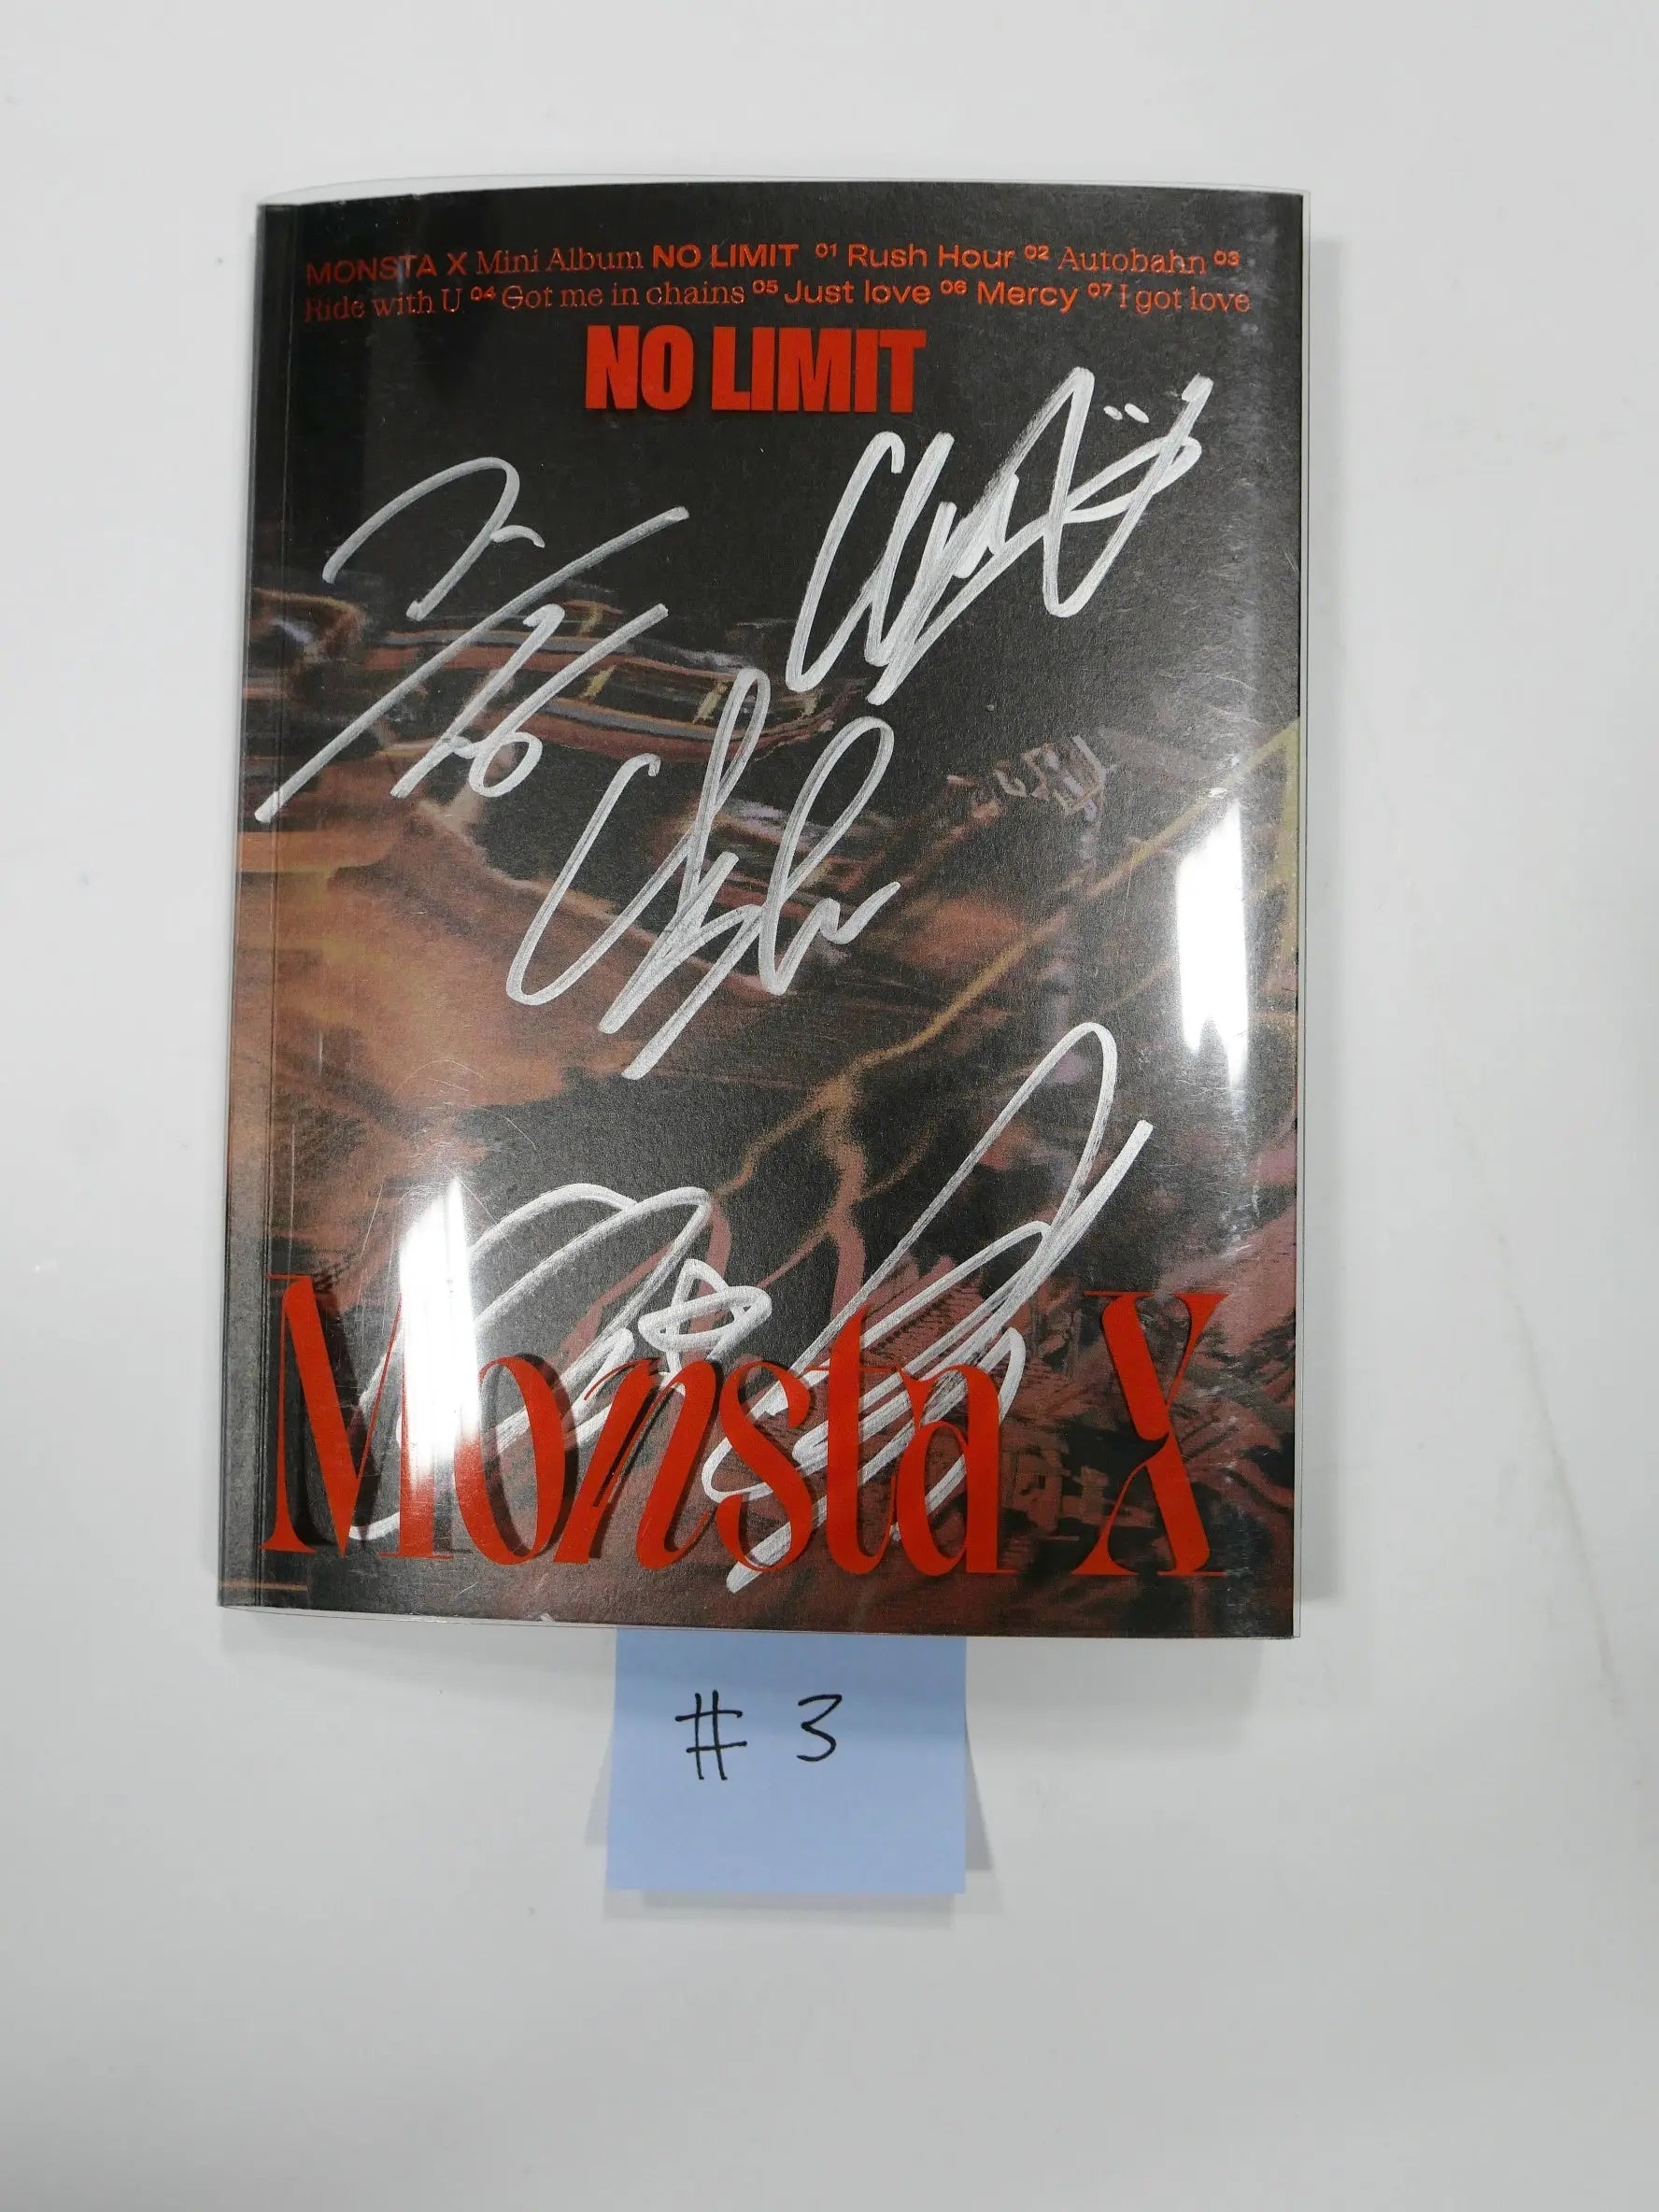 MONSTA X Mini Album NO LIMIT 01 Rush Hour 02 Autobahn 03
Ride with U 04 Got me in chains 05 Just love 06 Mercy 07 I got love
NO LIMIT
Monsta X
# 3